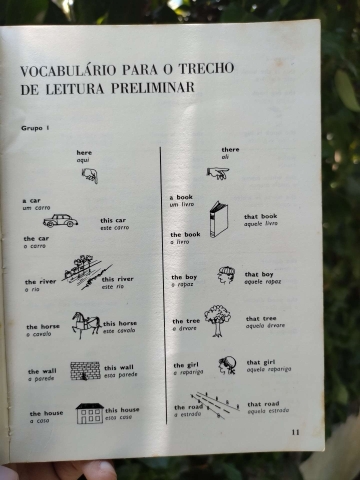 VOCABULÁRIO PARA O TRECHO
DE LEITURA PRELIMINAR
Grupo 1
here
aqui
a car
um carro
this car
este carro
the car
o carro
the river
o rio
this river
este rio
the horse
o cavalo
this horse
este cavalo
the wall
a parede
this wall
esta parede
the house
a casa
this house
esta casa
there
ali
a book
um livro
that book
aquele livro
the book
o livro
the boy
o rapaz
that boy
aquele rapaz
the tree
a árvore
that tree
aquela árvore
the girl
a rapariga
that girl
aquela rapariga
the road
a estrada
that road
aquela estrada
11